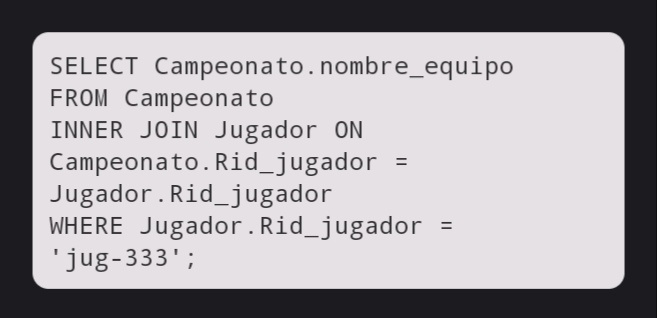 SELECT Campeonato.nombre_equipo
FROM Campeonato
INNER JOIN Jugador ON
Campeonato.Rid_jugador =
Jugador.Rid_jugador
WHERE Jugador.Rid_jugador =
'jug-333';